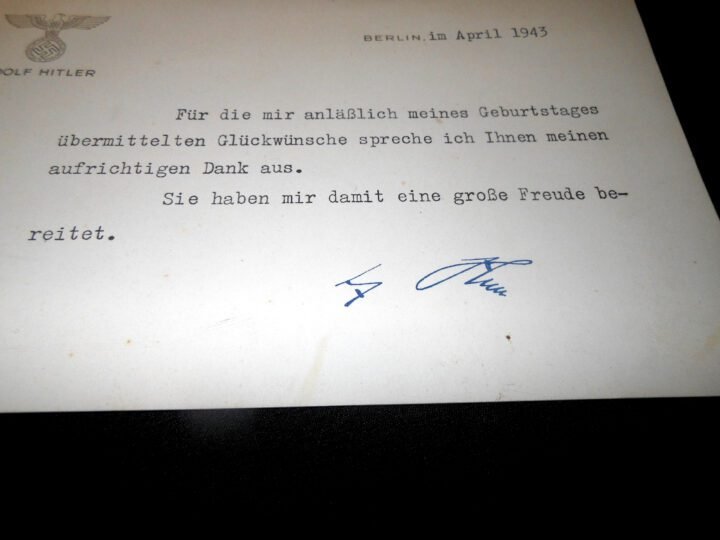 BERLIN, im April 1943
DOLF HITLER
Für die mir anläßlich meines Geburtstages
übermittelten Glückwünsche spreche ich Ihnen meinen
aufrichtigen Dank aus.
Sie haben mir damit eine große Freude be-
reitet.